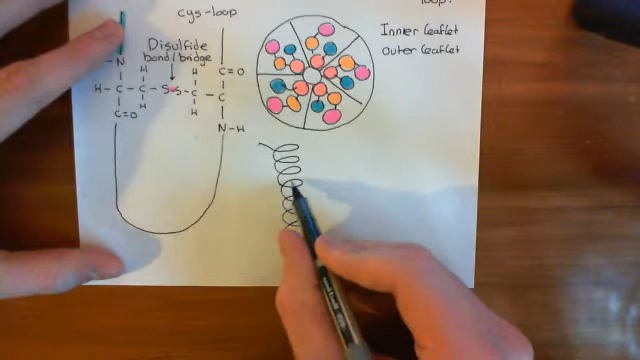 cys-loop
loop?
Inner leaflet
outer leaflet
Disulfide
bond/bridge
N H H C=O
H-C-C-S-S-C-C
H H
C=O N-H